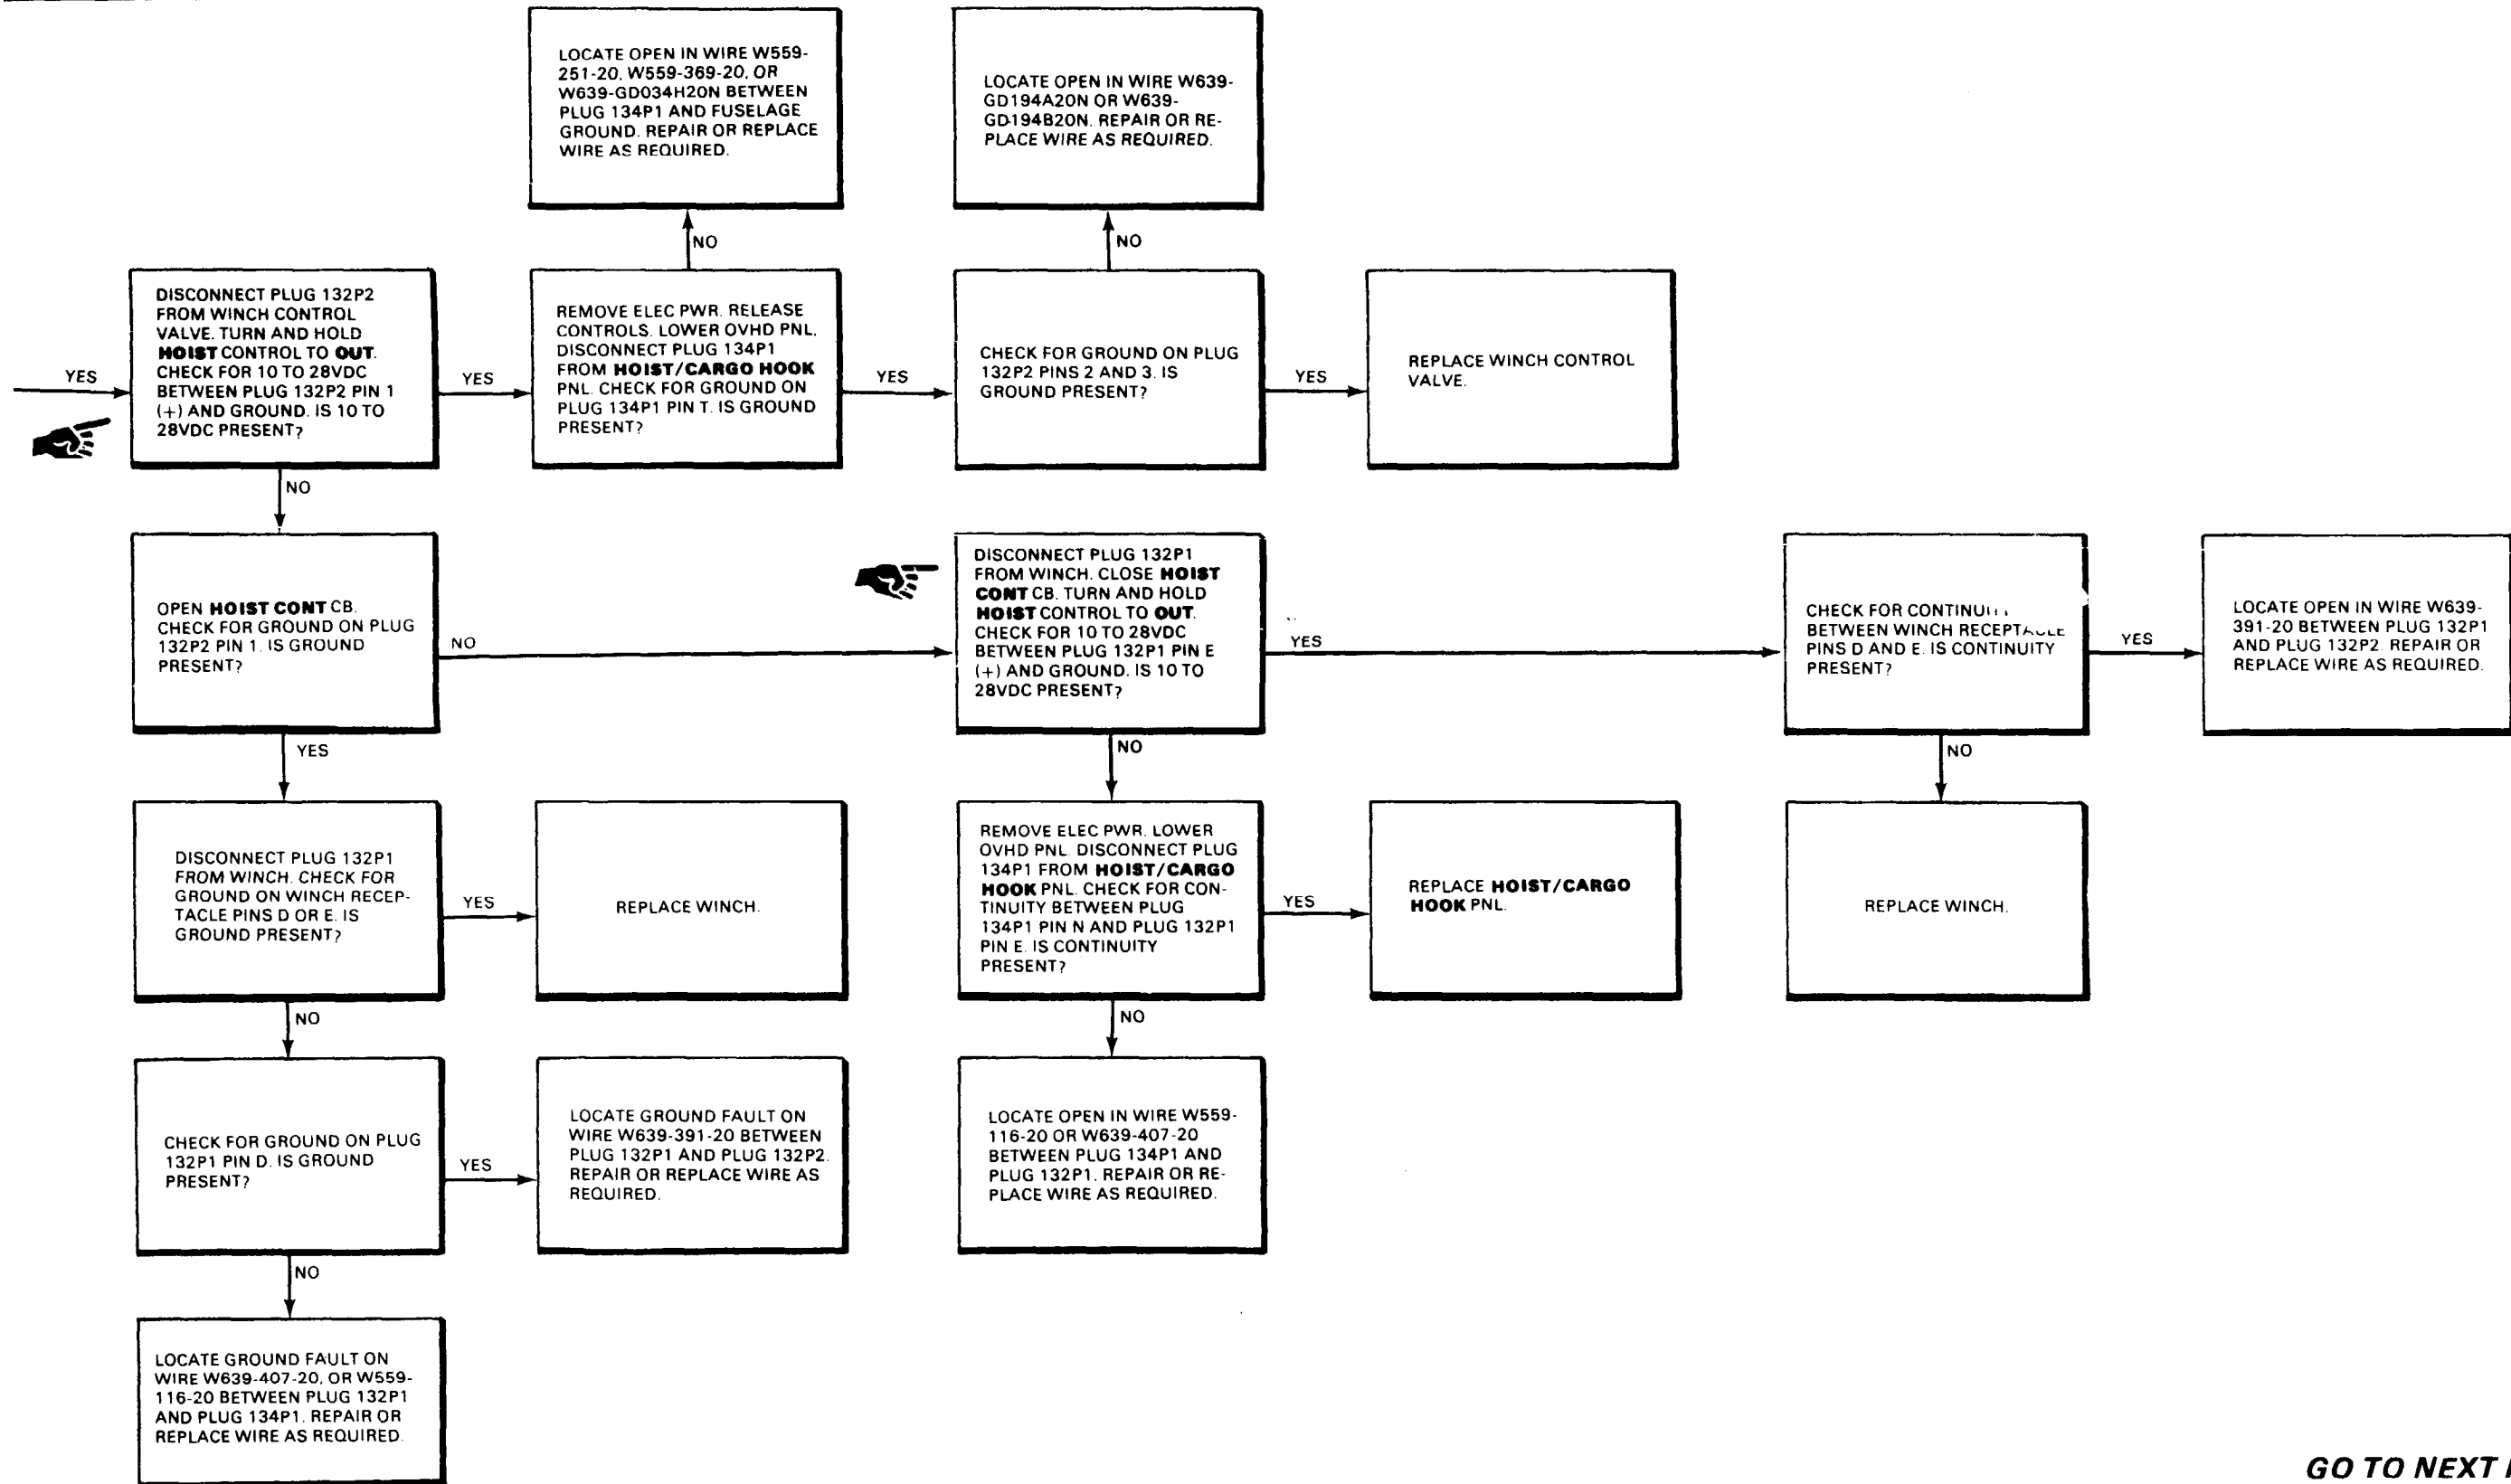 LOCATE OPEN IN WIRE W559-
251-20, W559-369-20, OR
W639-GD034H20N BETWEEN
PLUG 134P1 AND FUSELAGE
GROUND. REPAIR OR REPLACE
WIRE AS REQUIRED.
LOCATE OPEN IN WIRE W639-
GD194A20N OR W639-
GD194B20N. REPAIR OR RE-
PLACE WIRE AS REQUIRED.
NO
NO
YES
DISCONNECT PLUG 132P2
FROM WINCH CONTROL
VALVE. TURN AND HOLD
HOIST CONTROL TO OUT.
CHECK FOR 10 TO 28VDC
BETWEEN PLUG 132P2 PIN 1
(+) AND GROUND. IS 10 TO
28VDC PRESENT?
YES
REMOVE ELEC PWR. RELEASE
CONTROLS. LOWER OVHD PNL,
DISCONNECT PLUG 134P1
FROM HOIST/CARGO HOOK
PNL. CHECK FOR GROUND ON
PLUG 134P1 PIN T. IS GROUND
PRESENT?
YES
CHECK FOR GROUND ON PLUG
132P2 PINS 2 AND 3. IS
GROUND PRESENT?
YES
REPLACE WINCH CONTROL
VALVE.
NO
OPEN HOIST CONT CB.
CHECK FOR GROUND ON PLUG
132P2 PIN 1. IS GROUND
PRESENT?
NO
DISCONNECT PLUG 132P1
FROM WINCH. CLOSE HOIST
CONT CB. TURN AND HOLD
HOIST CONTROL TO OUT.
CHECK FOR 10 TO 28VDC
BETWEEN PLUG 132P1 PIN E
(+) AND GROUND. IS 10 TO
28VDC PRESENT?
YES
CHECK FOR
BETWEEN WINCH RECEPTACLE
PINS D AND E. IS CONTINUITY
PRESENT?
YES
LOCATE OPEN IN WIRE W639-
391-20 BETWEEN PLUG 132P1
AND PLUG 132P2. REPAIR OR
REPLACE WIRE AS REQUIRED.
YES
NO
NO
DISCONNECT PLUG 132P1
FROM WINCH. CHECK FOR
GROUND ON WINCH RECEP-
TACLE PINS D OR E. IS
GROUND PRESENT?
YES
REPLACE WINCH.
REMOVE ELEC PWR. LOWER
OVHD PNL. DISCONNECT PLUG
134P1 FROM HOIST/CARGO
HOOK PNL. CHECK FOR CON-
TINUITY BETWEEN PLUG
134P1 PIN N AND PLUG 132P1
PIN E. IS CONTINUITY
PRESENT?
YES
REPLACE HOIST/CARGO
HOOK PNL.
REPLACE WINCH.
NO
NO
CHECK FOR GROUND ON PLUG
132P1 PIN D. IS GROUND
PRESENT?
YES
LOCATE GROUND FAULT ON
WIRE W639-391-20 BETWEEN
PLUG 132P1 AND PLUG 132P2.
REPAIR OR REPLACE WIRE AS
REQUIRED.
LOCATE OPEN IN WIRE W559-
116-20 OR W639-407-20
BETWEEN PLUG 134P1 AND
PLUG 132P1. REPAIR OR RE-
PLACE WIRE AS REQUIRED.
NO
LOCATE GROUND FAULT ON
WIRE W639-407-20, OR W559-
116-20 BETWEEN PLUG 132P1
AND PLUG 134P1. REPAIR OR
REPLACE WIRE AS REQUIRED.
GO TO NEXT